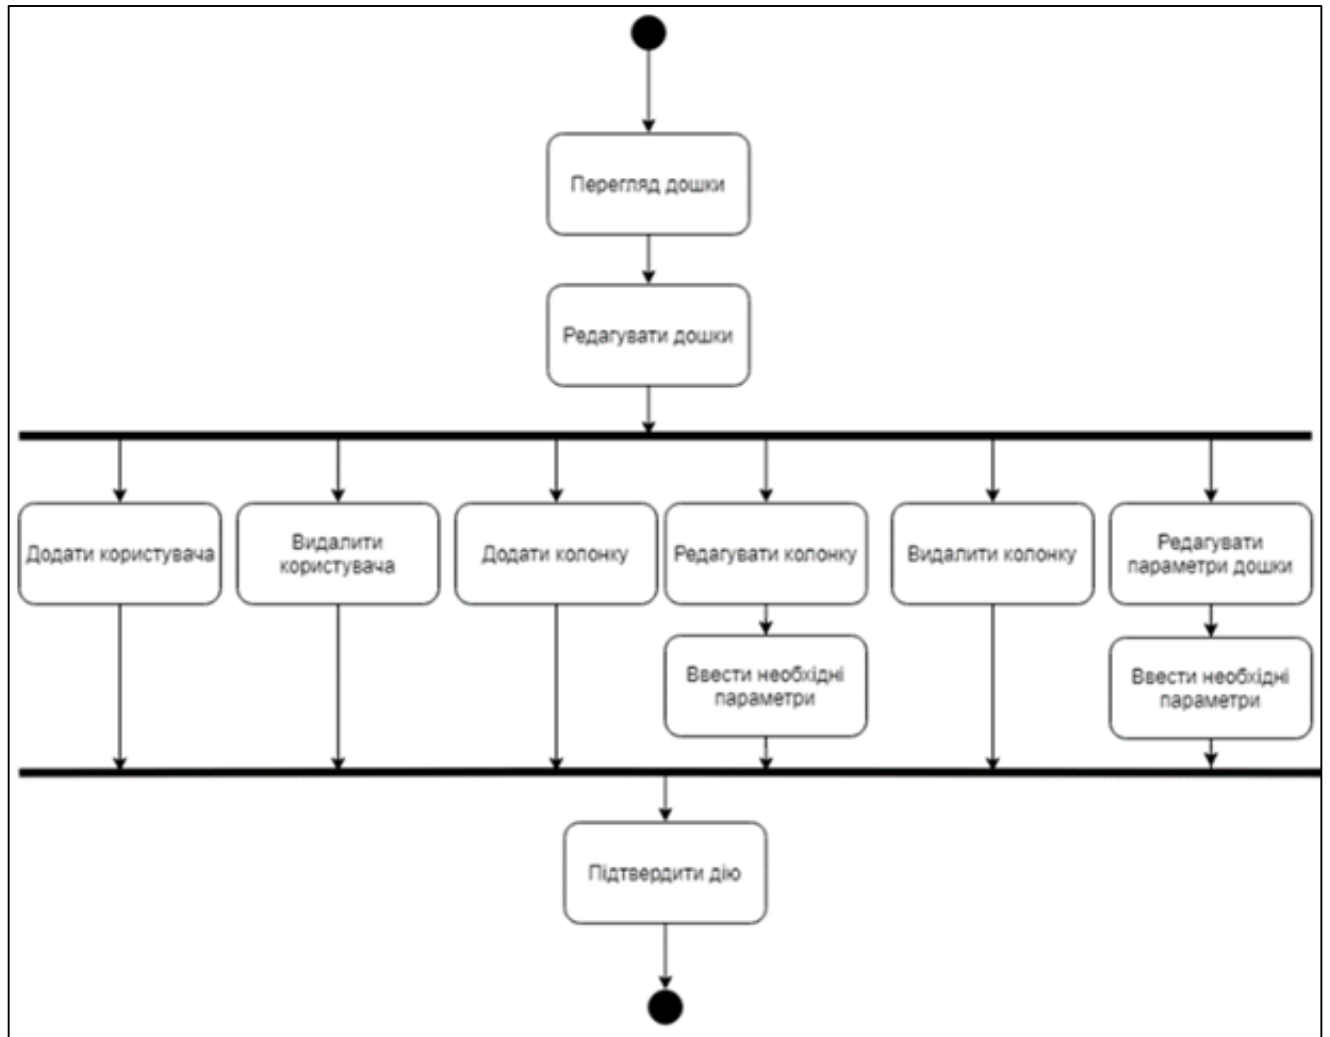 Перегляд дошки
Редагувати дошки
Додати користувача
Видалити
користувача
Додати колонку
Редагувати колонку
Видалити колонку
Редагувати
параметри дошки
Ввести необхідні
параметри
Ввести необхідні
параметри
Підтвердити дію